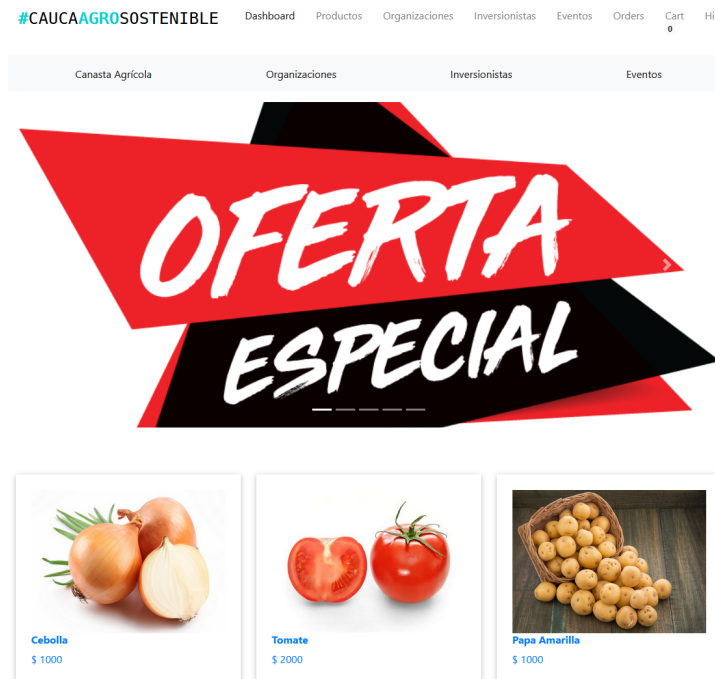 #CAUCAAGROSOSTENIBLE Dashboard Productos Organizaciones Inversionistas Eventos Orders Cart Hi
0
Canasta Agrícola Organizaciones Inversionistas Eventos
OFERTA
ESPECIAL
Cebolla Tomate Papa Amarilla
$ 1000 $ 2000 $ 1000